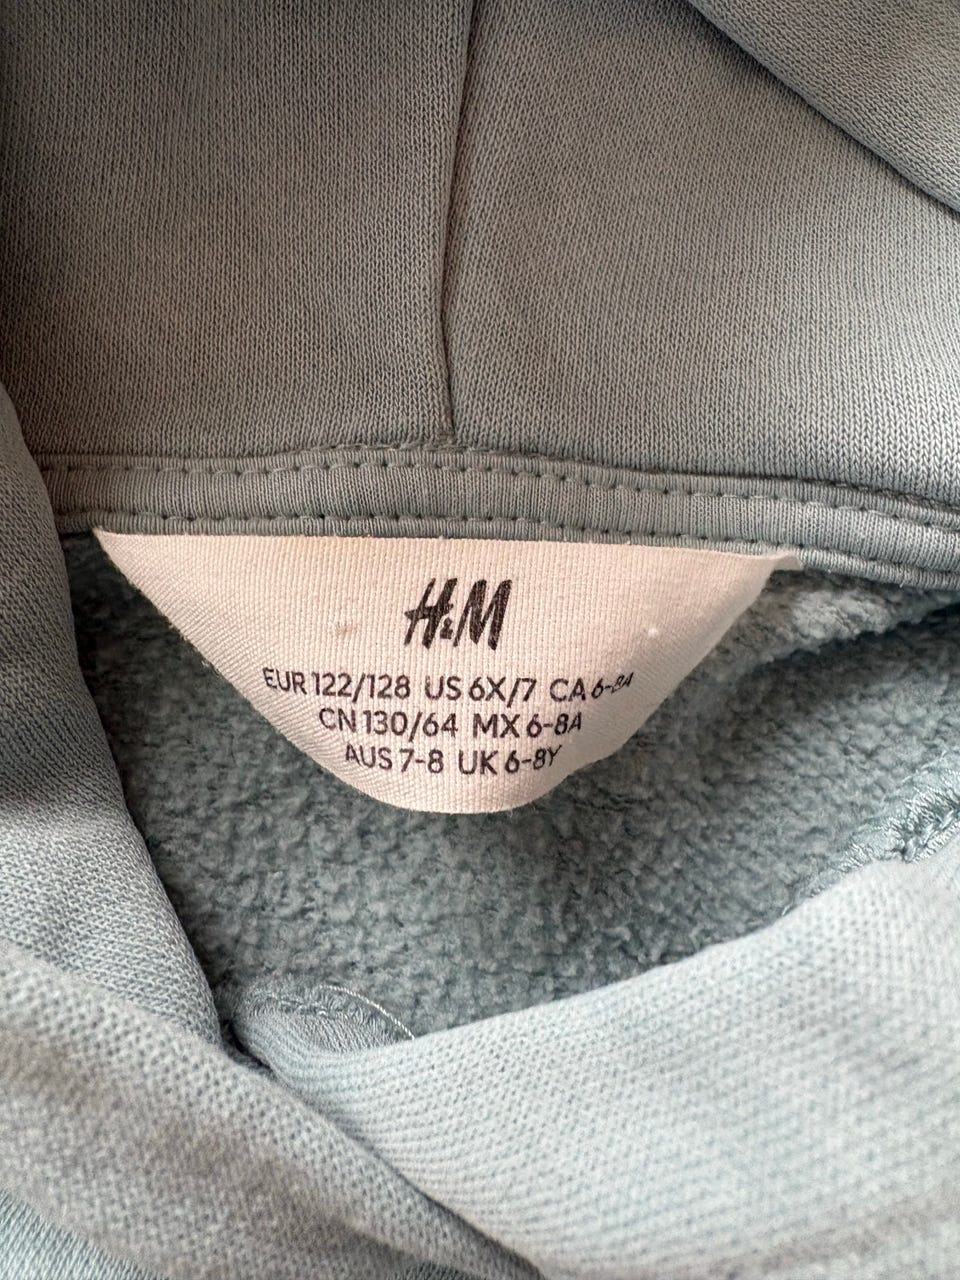 H&M
EUR 122/128 US 6X/7 CA 6-8A
CN 130/64 MX 6-8A
AUS 7-8 UK 6-8Y